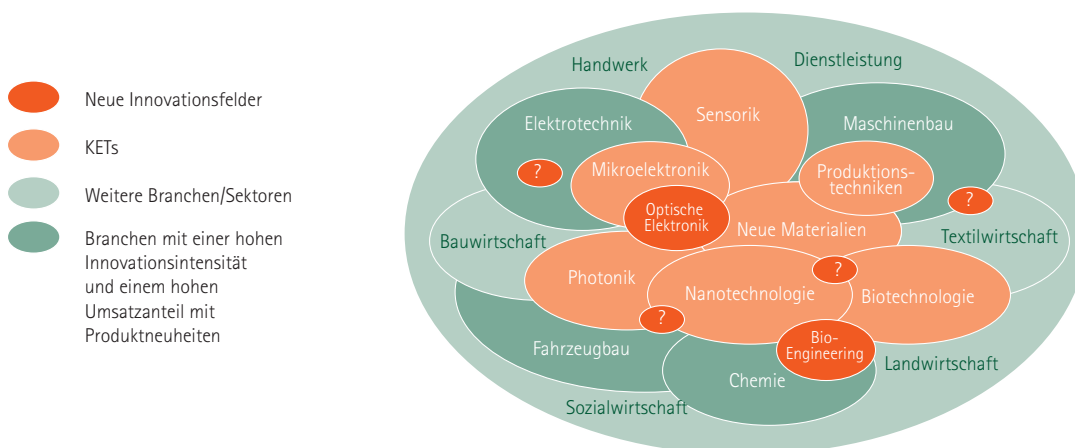 Neue Innovationsfelder
KETs
Weitere Branchen/Sektoren
Branchen mit einer hohen
Innovationsintensität
und einem hohen
Umsatzanteil mit
Produktneuheiten
Handwerk
Dienstleistung
Elektrotechnik
Sensorik
Maschinenbau
?
Mikroelektronik
Produktions-
techniken
?
Optische
Elektronik
Neue Materialien
Bauwirtschaft
Textilwirtschaft
Photonik
?
Nanotechnologie
Biotechnologie
?
Fahrzeugbau
Bio-
Engineering
Chemie
Landwirtschaft
Sozialwirtschaft